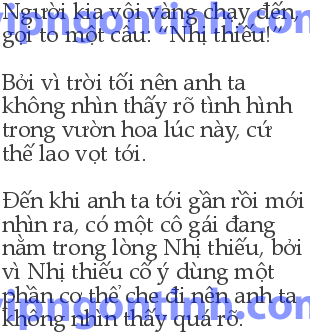 Người kia vội vàng chạy đến,
gọi to một câu: “Nhị thiếu!”
Bởi vì trời tối nên anh ta
không nhìn thấy rõ tình hình
trong vườn hoa lúc này, cứ
thế lao vọt tới.
Đến khi anh ta tới gần rồi mới
nhìn ra, có một cô gái đang
nằm trong lòng Nhị thiếu, bởi
vì Nhị thiếu cố ý dùng một
phần cơ thể che đi nên anh ta
không nhìn thấy quá rõ.